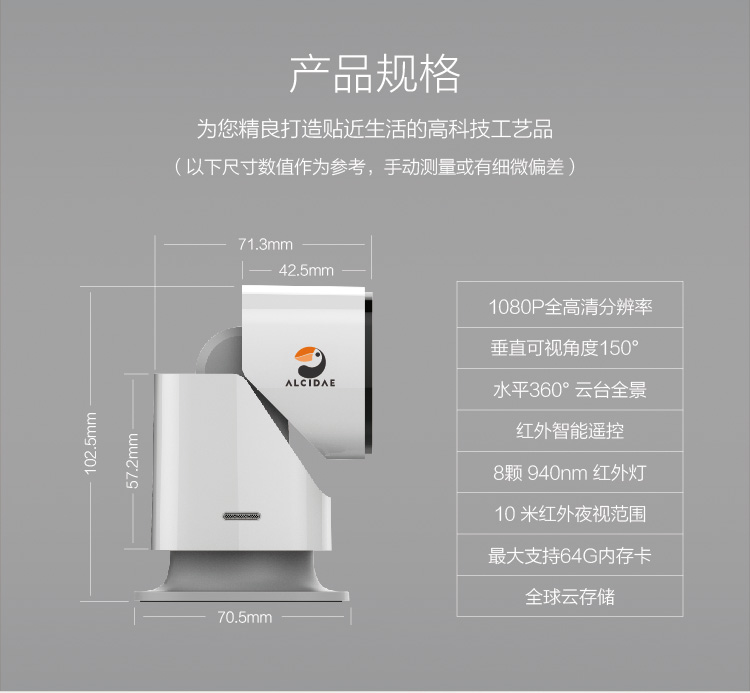 产品规格
为您精良打造贴近生活的高科技工艺品
（以下尺寸数值作为参考，手动测量或有细微偏差）
71.3mm
42.5mm
102.5mm
57.2mm
ALCIDAE
70.5mm
1080P全高清分辨率
垂直可视角度150°
水平360° 云台全景
红外智能遥控
8颗 940nm 红外灯
10 米红外夜视范围
最大支持64G内存卡
全球云存储